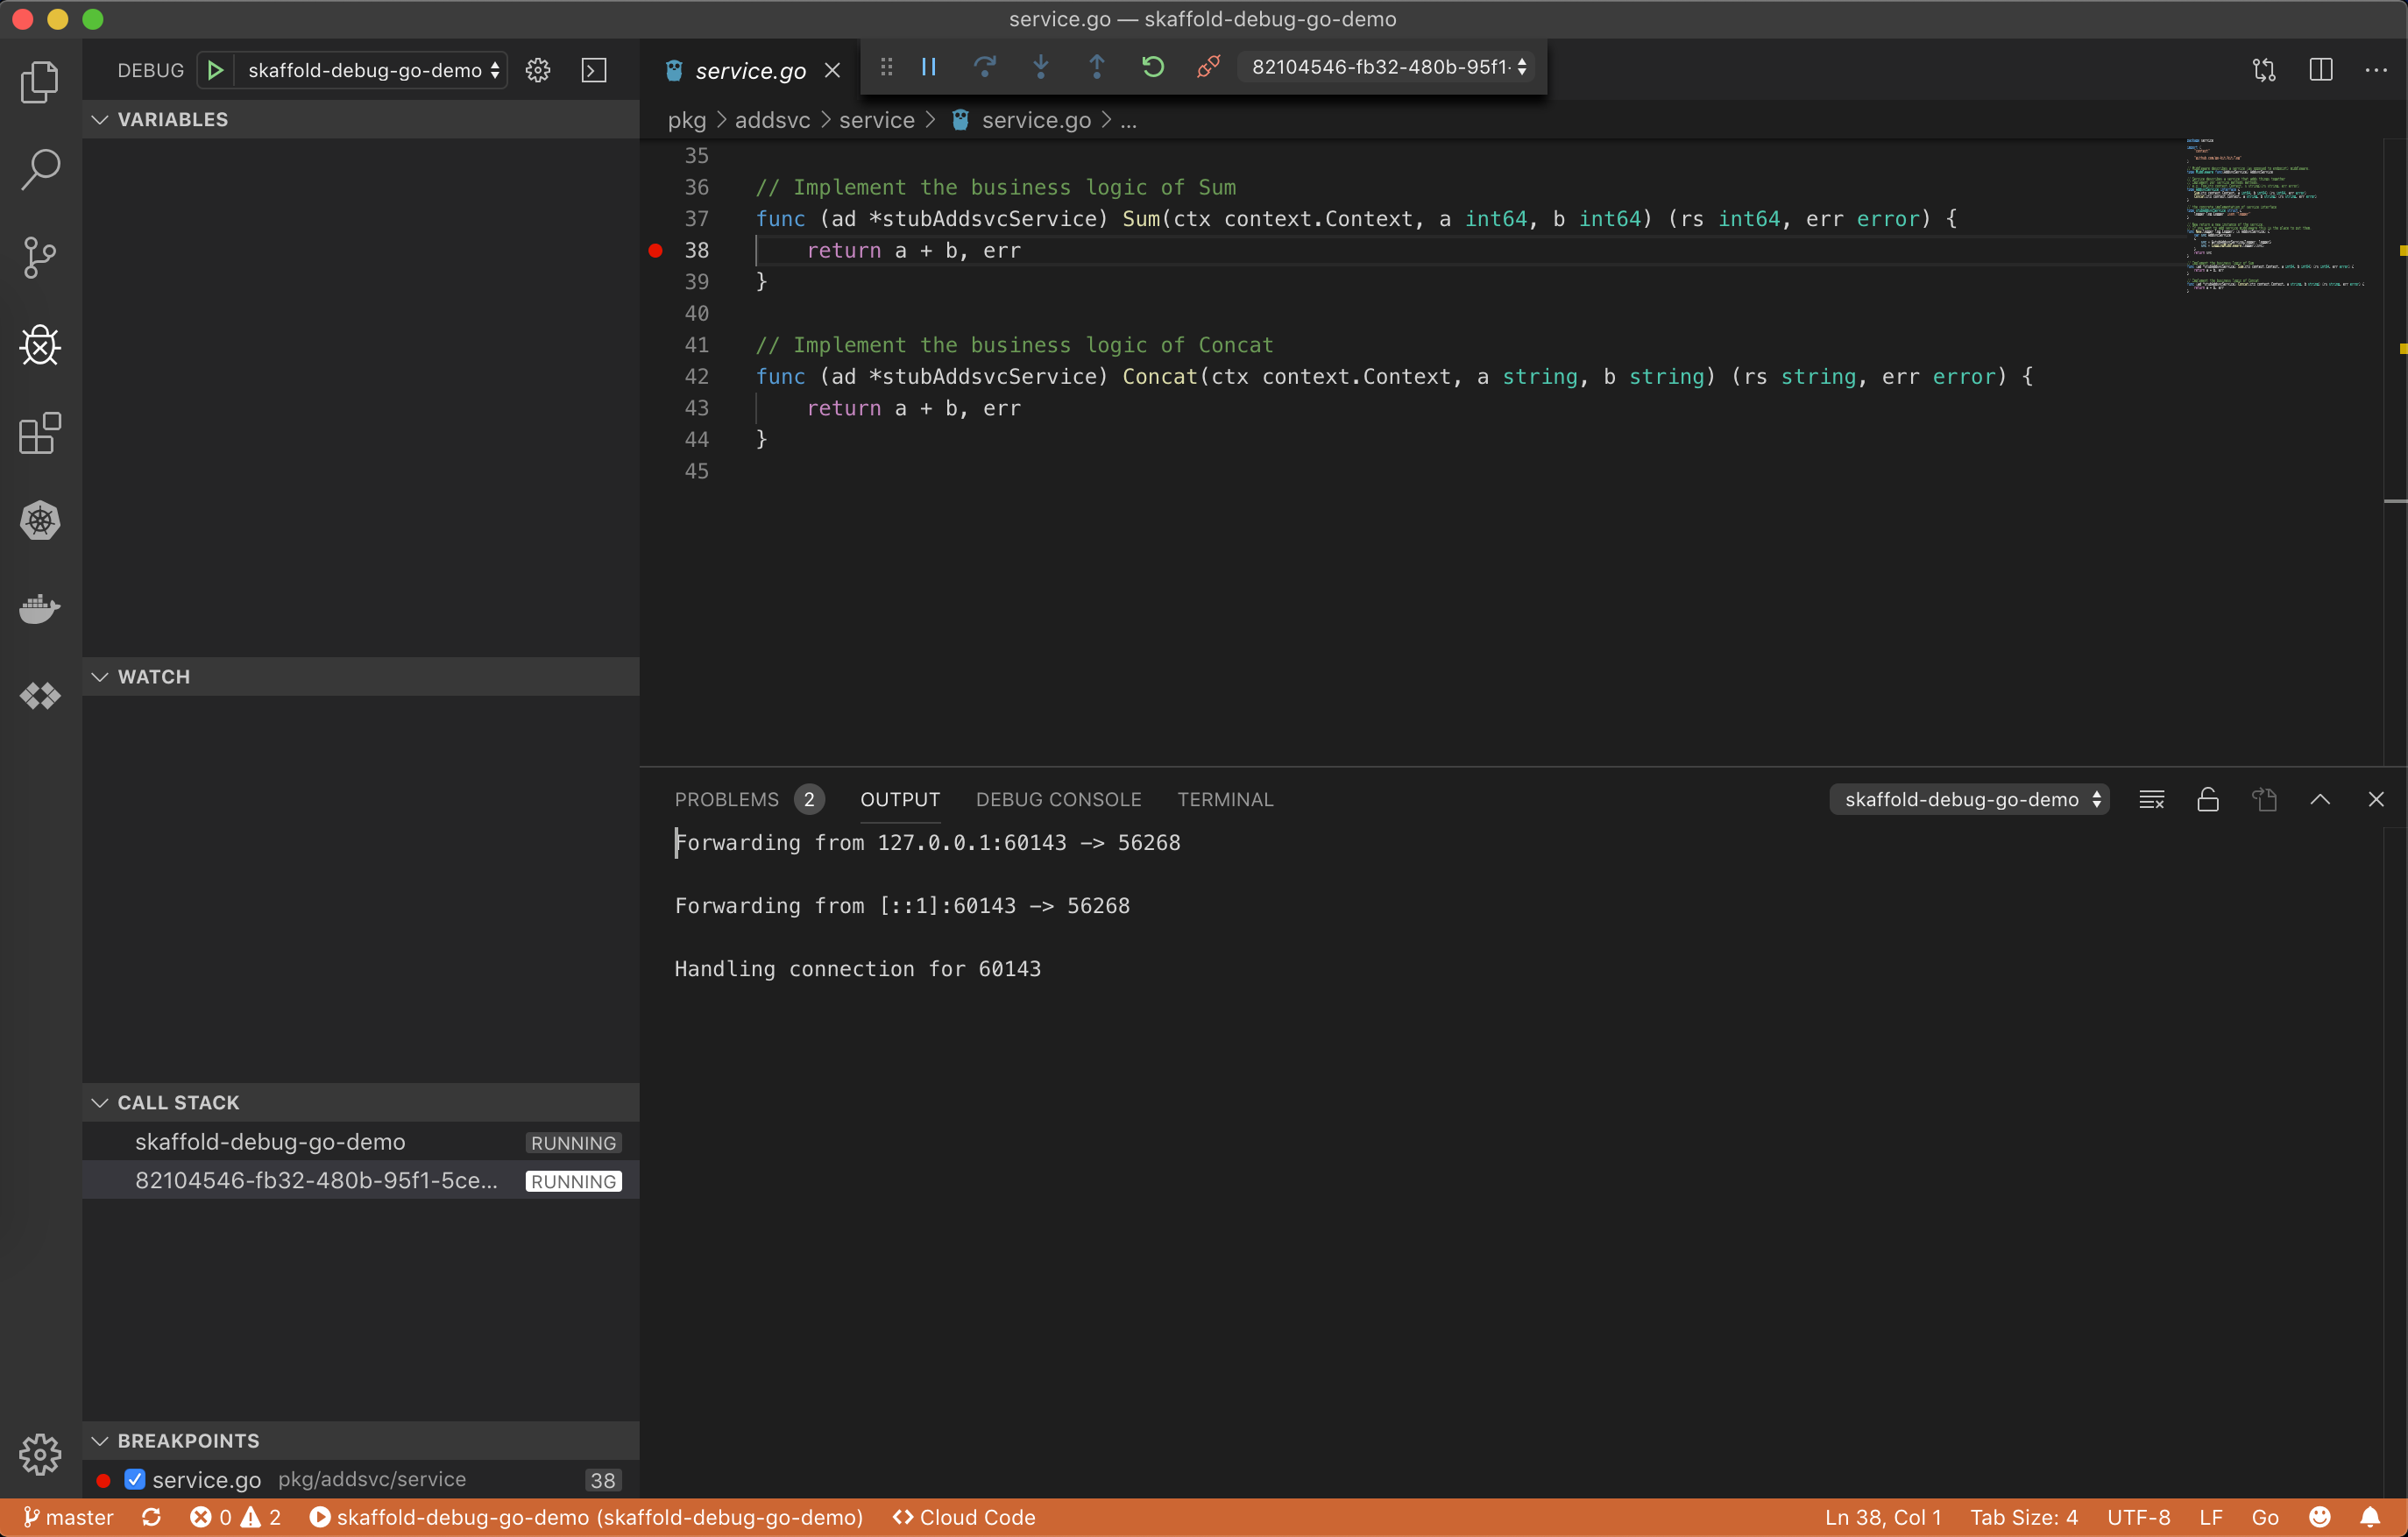 service.go — skaffold-debug-go-demo
DEBUG skaffold-debug-go-demo
service.go
82104546-fb32-480b-95f1-
VARIABLES
pkg > addsvc > service > service.go > ...
35
36 // Implement the business logic of Sum
37 func (ad *stubAddsvcService) Sum(ctx context.Context, a int64, b int64) (rs int64, err error) {
38 return a + b, err
39 }
40
41 // Implement the business logic of Concat
42 func (ad *stubAddsvcService) Concat(ctx context.Context, a string, b string) (rs string, err error) {
43 return a + b, err
44 }
45
WATCH
PROBLEMS 2 OUTPUT DEBUG CONSOLE TERMINAL
skaffold-debug-go-demo
Forwarding from 127.0.0.1:60143 -> 56268
Forwarding from [::1]:60143 -> 56268
Handling connection for 60143
CALL STACK
skaffold-debug-go-demo RUNNING
82104546-fb32-480b-95f1-5ce... RUNNING
BREAKPOINTS
service.go pkg/addsvc/service 38
master 0 2 skaffold-debug-go-demo (skaffold-debug-go-demo) <> Cloud Code
Ln 38, Col 1 Tab Size: 4 UTF-8 LF Go